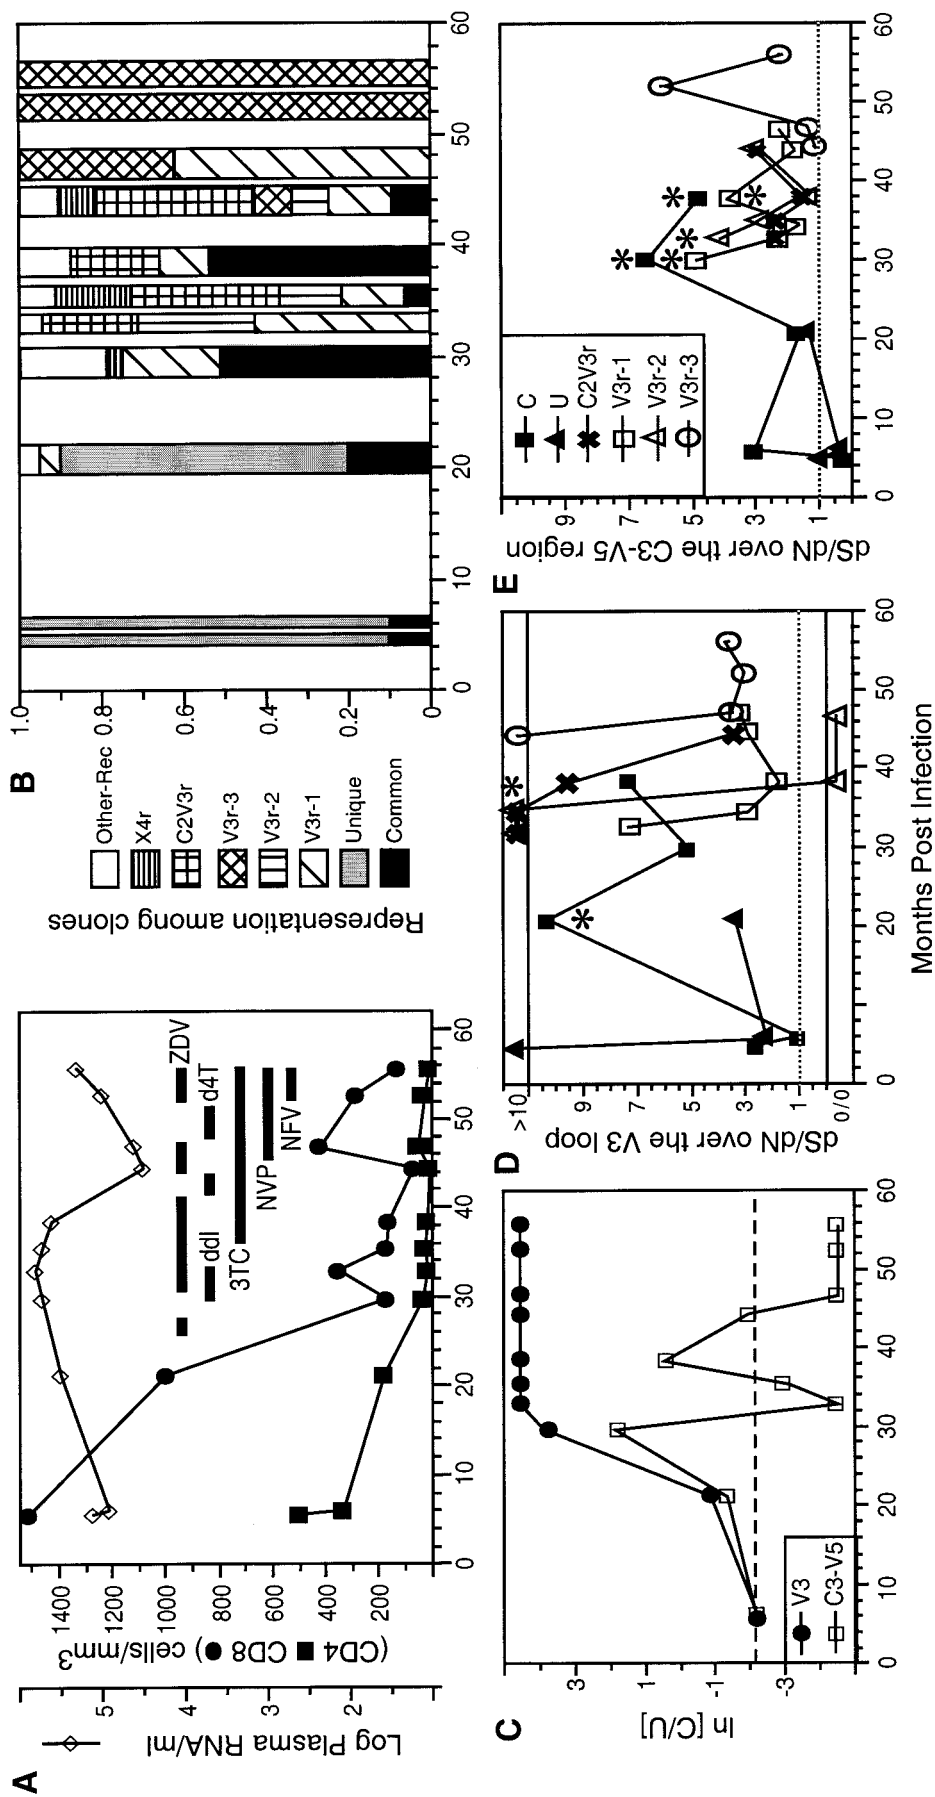 A
Log Plasma RNA/ml
5
4
3
2
1
(CD4 ■ CD8 ●) cells/mm3
1400
1200
1000
800
600
400
200
ZDV
ddI
d4T
3TC
NVP
NFV
0 10 20 30 40 50 60
B
Representation among clones
Other-Rec
X4r
C2V3r
V3r-3
V3r-2
V3r-1
Unique
Common
1.0
0.8
0.6
0.4
0.2
0
0 10 20 30 40 50 60
C
ln [C/U]
3
1
-1
-3
V3
C3-V5
0 10 20 30 40 50 60
D
dS/dN over the V3 loop
>10
9
7
5
3
1
0/0
*
*
0 10 20 30 40 50 60
Months Post Infection
E
dS/dN over the C3-V5 region
9
7
5
3
1
C
U
C2V3r
V3r-1
V3r-2
V3r-3
*
*
*
*
*
0 10 20 30 40 50 60